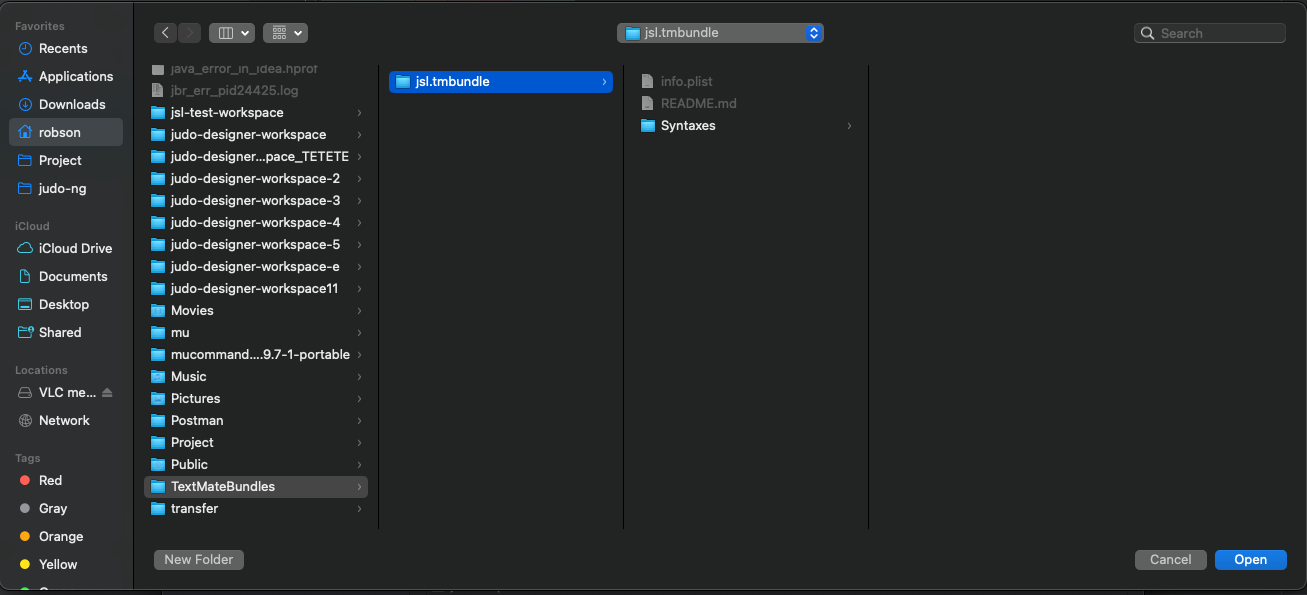 Favorites
Recents
Applications
Downloads
robson
Project
judo-ng
iCloud
iCloud Drive
Documents
Desktop
Shared
Locations
VLC me...
Network
Tags
Red
Gray
Orange
Yellow
jsl.tmbundle
Search
java_error_in_idea.hprof
jbr_err_pid24425.log
jsl-test-workspace
judo-designer-workspace
judo-designer...pace_TETETE
judo-designer-workspace-2
judo-designer-workspace-3
judo-designer-workspace-4
judo-designer-workspace-5
judo-designer-workspace-e
judo-designer-workspace11
Movies
mu
mucommand....9.7-1-portable
Music
Pictures
Postman
Project
Public
TextMateBundles
transfer
jsl.tmbundle
info.plist
README.md
Syntaxes
New Folder
Cancel
Open